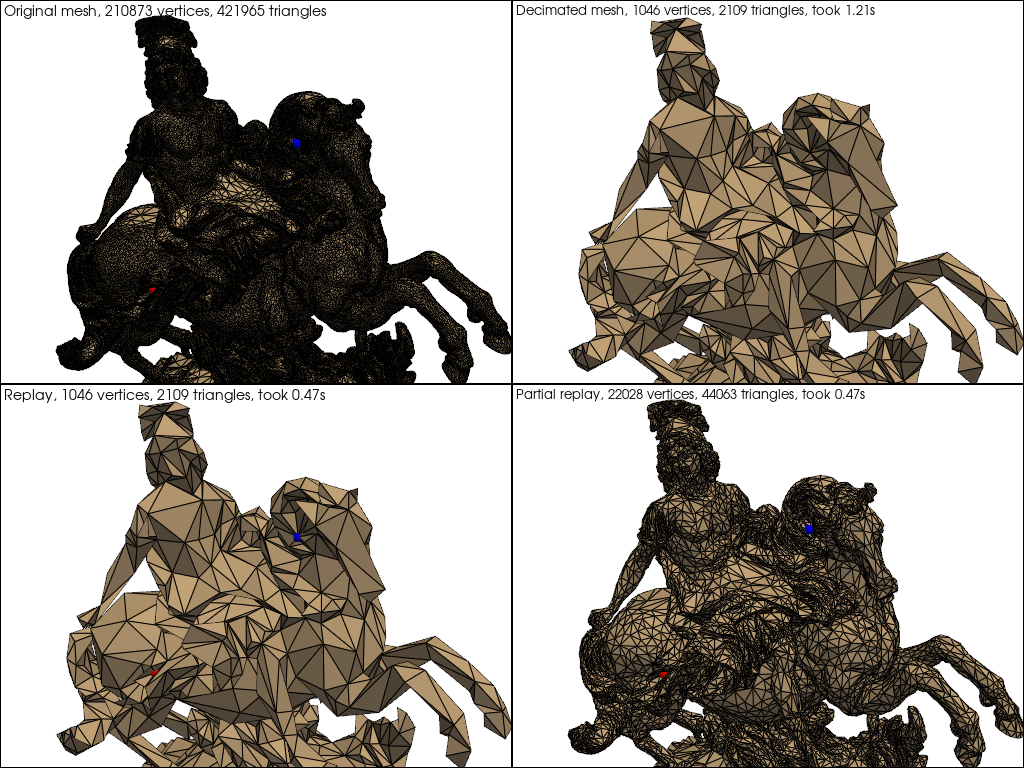 Original mesh, 210873 vertices, 421965 triangles
Decimated mesh, 1046 vertices, 2109 triangles, took 1.21s
Replay, 1046 vertices, 2109 triangles, took 0.47s
Partial replay, 22028 vertices, 44063 triangles, took 0.47s